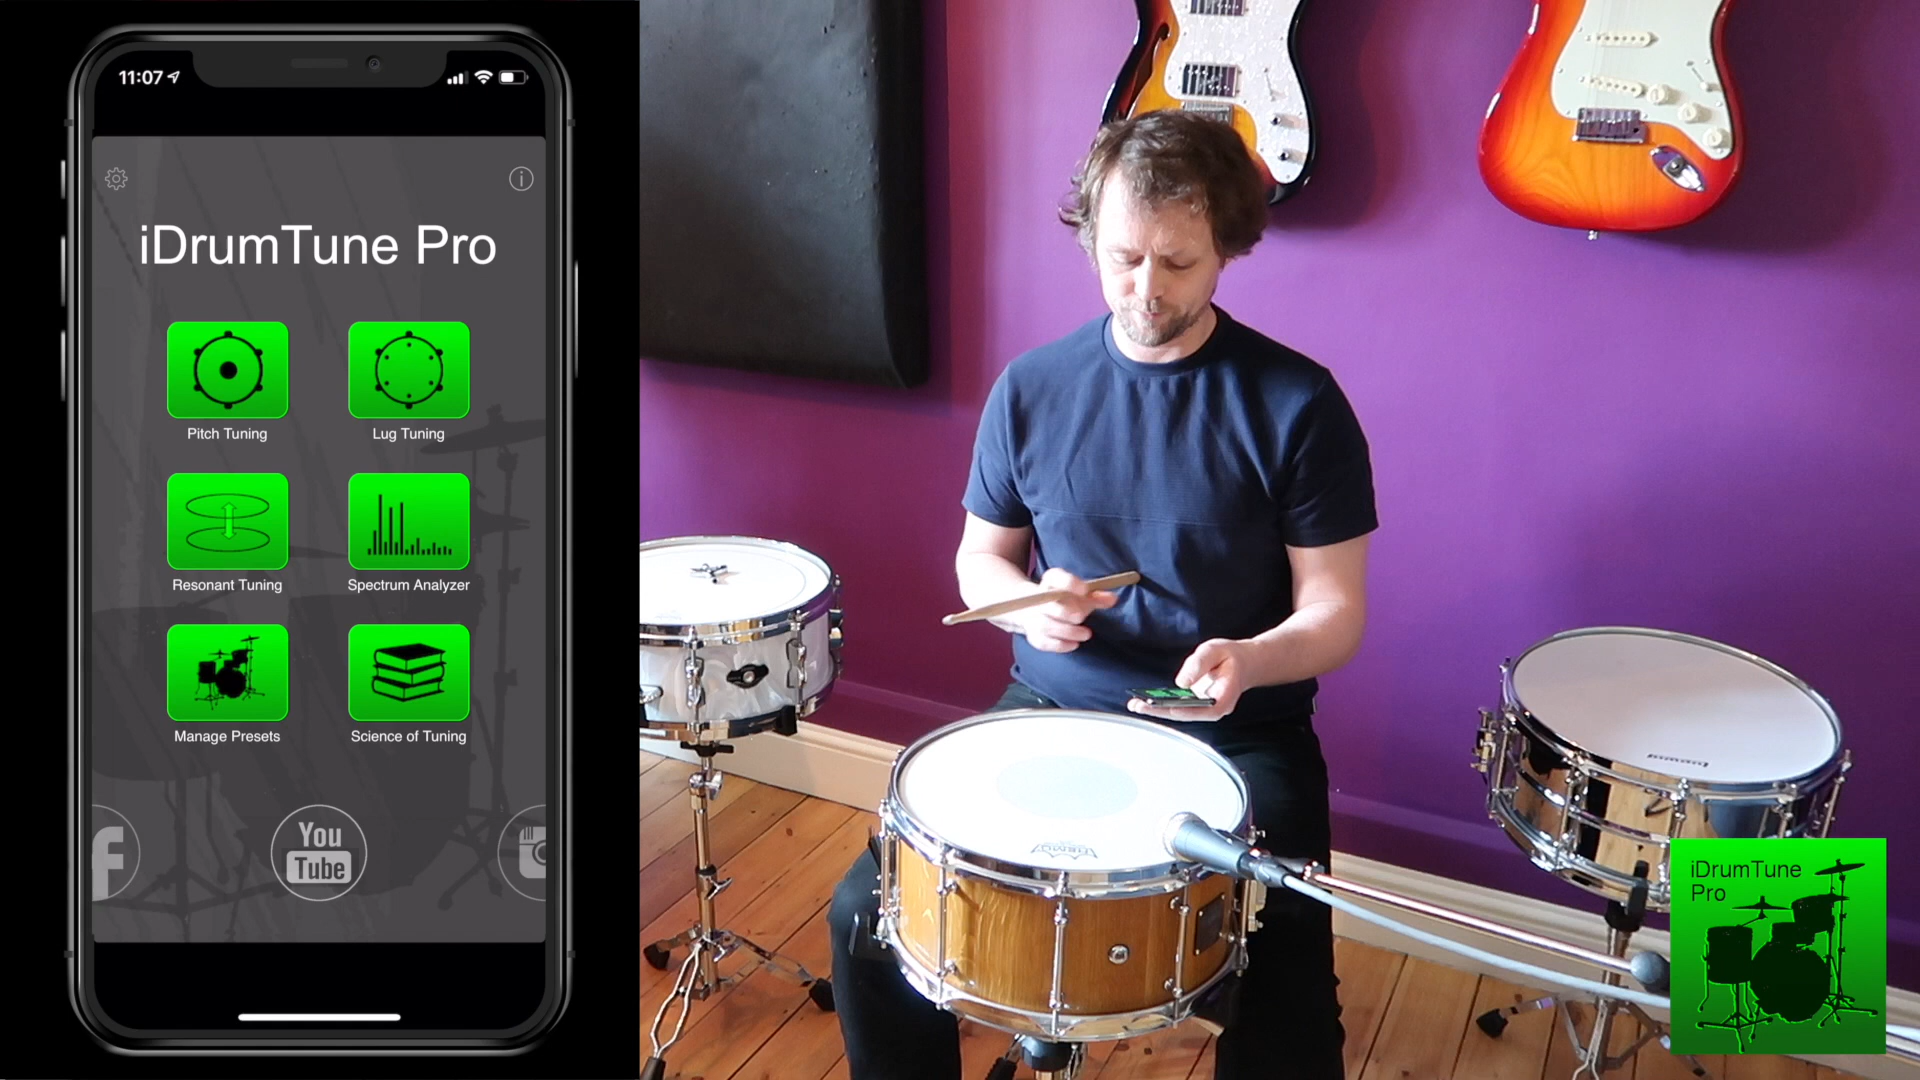 11:07
iDrumTune Pro
Pitch Tuning
Lug Tuning
Resonant Tuning
Spectrum Analyzer
Manage Presets
Science of Tuning
f
You
Tube
REMO
iDrumTune
Pro